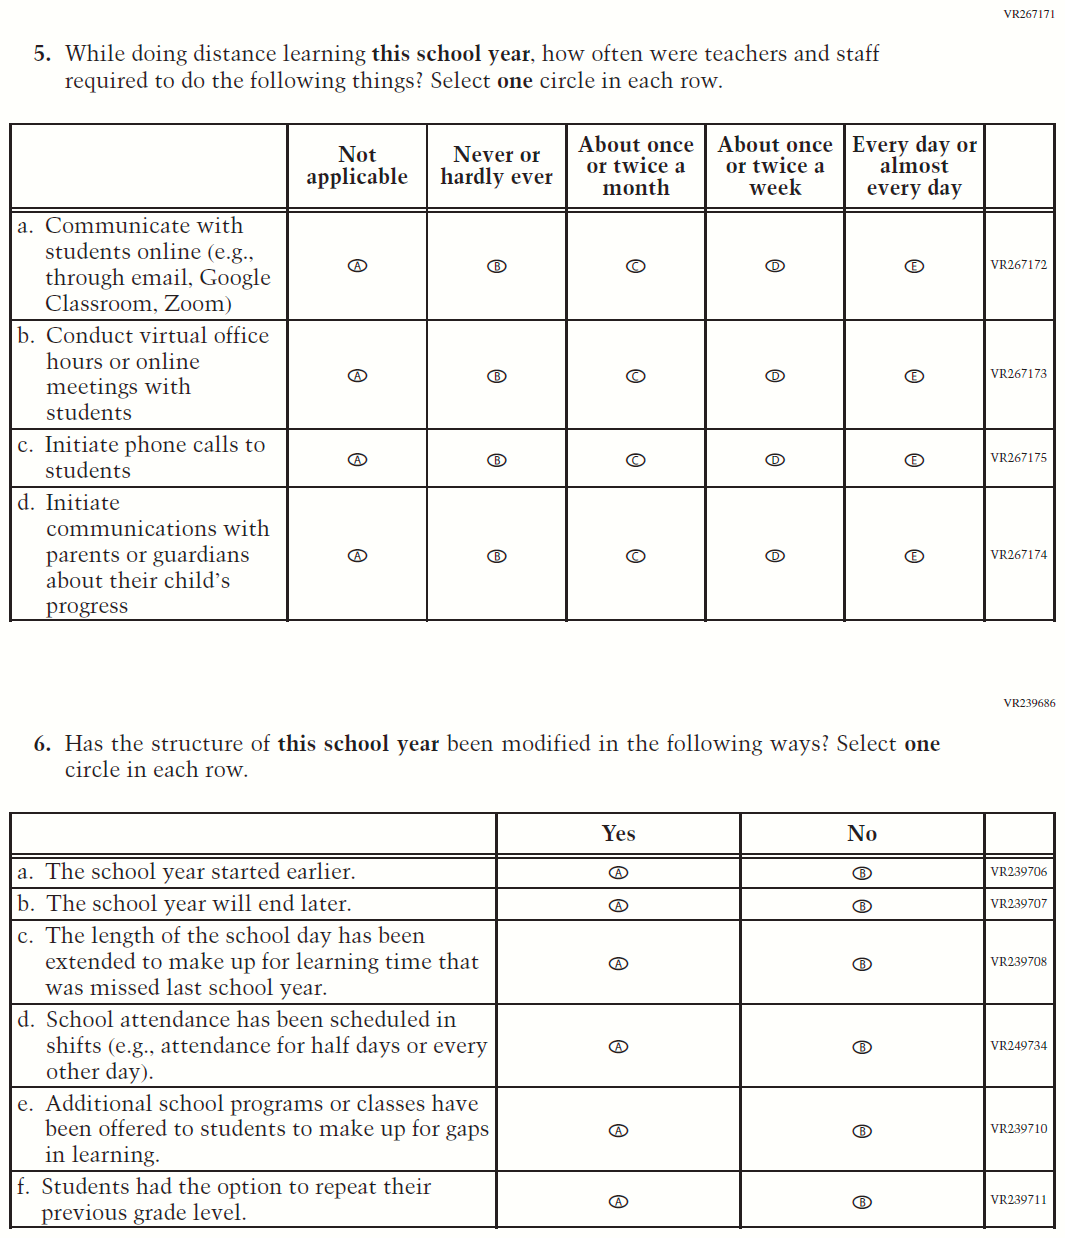 VR267171
5. While doing distance learning this school year, how often were teachers and staff
required to do the following things? Select one circle in each row.
Not applicable
Never or hardly ever
About once or twice a month
About once or twice a week
Every day or almost every day
a. Communicate with
students online (e.g.,
through email, Google
Classroom, Zoom)
A B C D E VR267172
b. Conduct virtual office
hours or online
meetings with
students
A B C D E VR267173
c. Initiate phone calls to
students
A B C D E VR267175
d. Initiate
communications with
parents or guardians
about their child's
progress
A B C D E VR267174
VR239686
6. Has the structure of this school year been modified in the following ways? Select one
circle in each row.
Yes No
a. The school year started earlier. A B VR239706
b. The school year will end later. A B VR239707
c. The length of the school day has been
extended to make up for learning time that
was missed last school year.
A B VR239708
d. School attendance has been scheduled in
shifts (e.g., attendance for half days or every
other day).
A B VR249734
e. Additional school programs or classes have
been offered to students to make up for gaps
in learning.
A B VR239710
f. Students had the option to repeat their
previous grade level.
A B VR239711